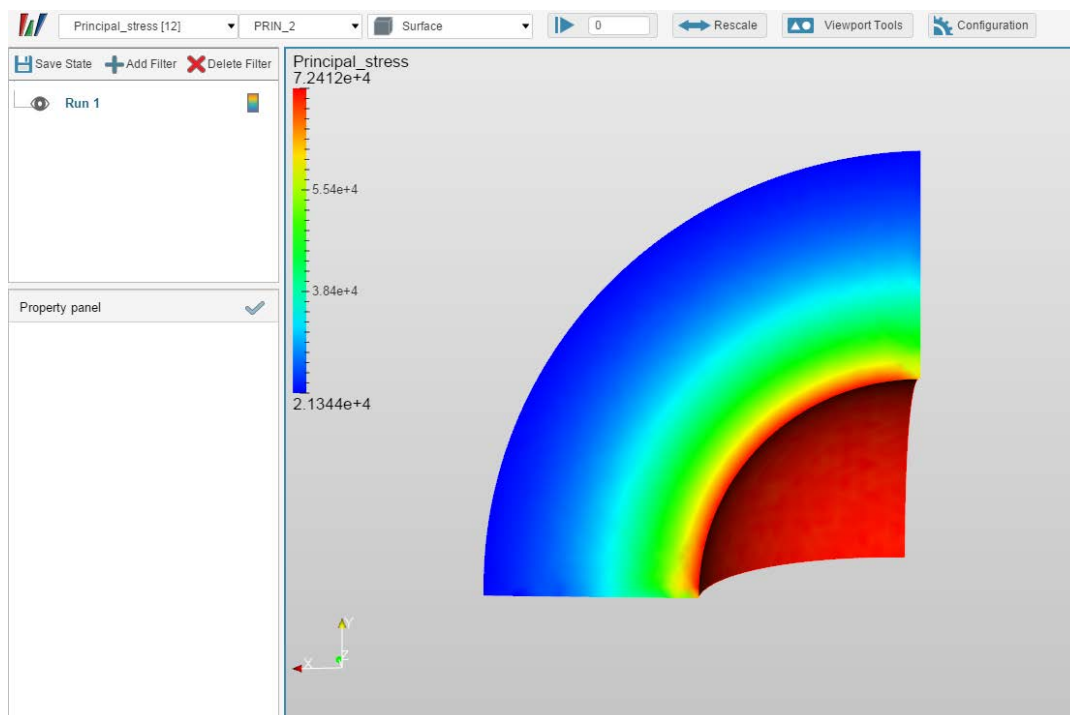 Principal_stress [12] PRIN_2 Surface 0 Rescale Viewport Tools Configuration
Save State Add Filter Delete Filter
Run 1
Property panel
Principal_stress
7.2412e+4
5.54e+4
3.84e+4
2.1344e+4
Y
X Z